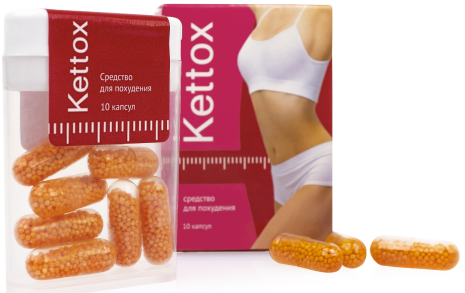 Kettox
Средство
для похудения
10 капсул
Kettox
средство
для похудения
10 капсул